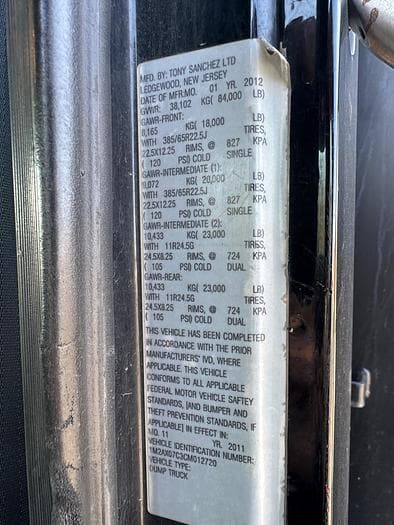 MFD. BY: TONY SANCHEZ LTD
LEDGEWOOD, NEW JERSEY
DATE OF MFR:MO. 01 YR. 2012
GVWR: 38,102 KG( 84,000 LB)
GAWR-FRONT:
8,165 KG( 18,000 LB)
WITH 385/65R22.5J TIRES,
22.5X12.25 RIMS, @ 827 KPA
( 120 PSI) COLD SINGLE
GAWR-INTERMEDIATE (1):
9,072 KG( 20,000 LB)
WITH 385/65R22.5J TIRES,
22.5X12.25 RIMS, @ 827 KPA
( 120 PSI) COLD SINGLE
GAWR-INTERMEDIATE (2):
10,433 KG( 23,000 LB)
WITH 11R24.5G TIRES,
24.5X8.25 RIMS, @ 724 KPA
( 105 PSI) COLD DUAL
GAWR-REAR:
10,433 KG( 23,000 LB)
WITH 11R24.5G TIRES,
24.5X8.25 RIMS, @ 724 KPA
( 105 PSI) COLD DUAL
THIS VEHICLE HAS BEEN COMPLETED
IN ACCORDANCE WITH THE PRIOR
MANUFACTURERS' IVD, WHERE
APPLICABLE. THIS VEHICLE
CONFORMS TO ALL APPLICABLE
FEDERAL MOTOR VEHICLE SAFTEY
STANDARDS, [AND BUMPER AND
THEFT PREVENTION STANDARDS, IF
APPLICABLE] IN EFFECT IN:
MO. 11 YR. 2011
VEHICLE IDENTIFICATION NUMBER:
1M2AX07C3CM012720
VEHICLE TYPE:
DUMP TRUCK